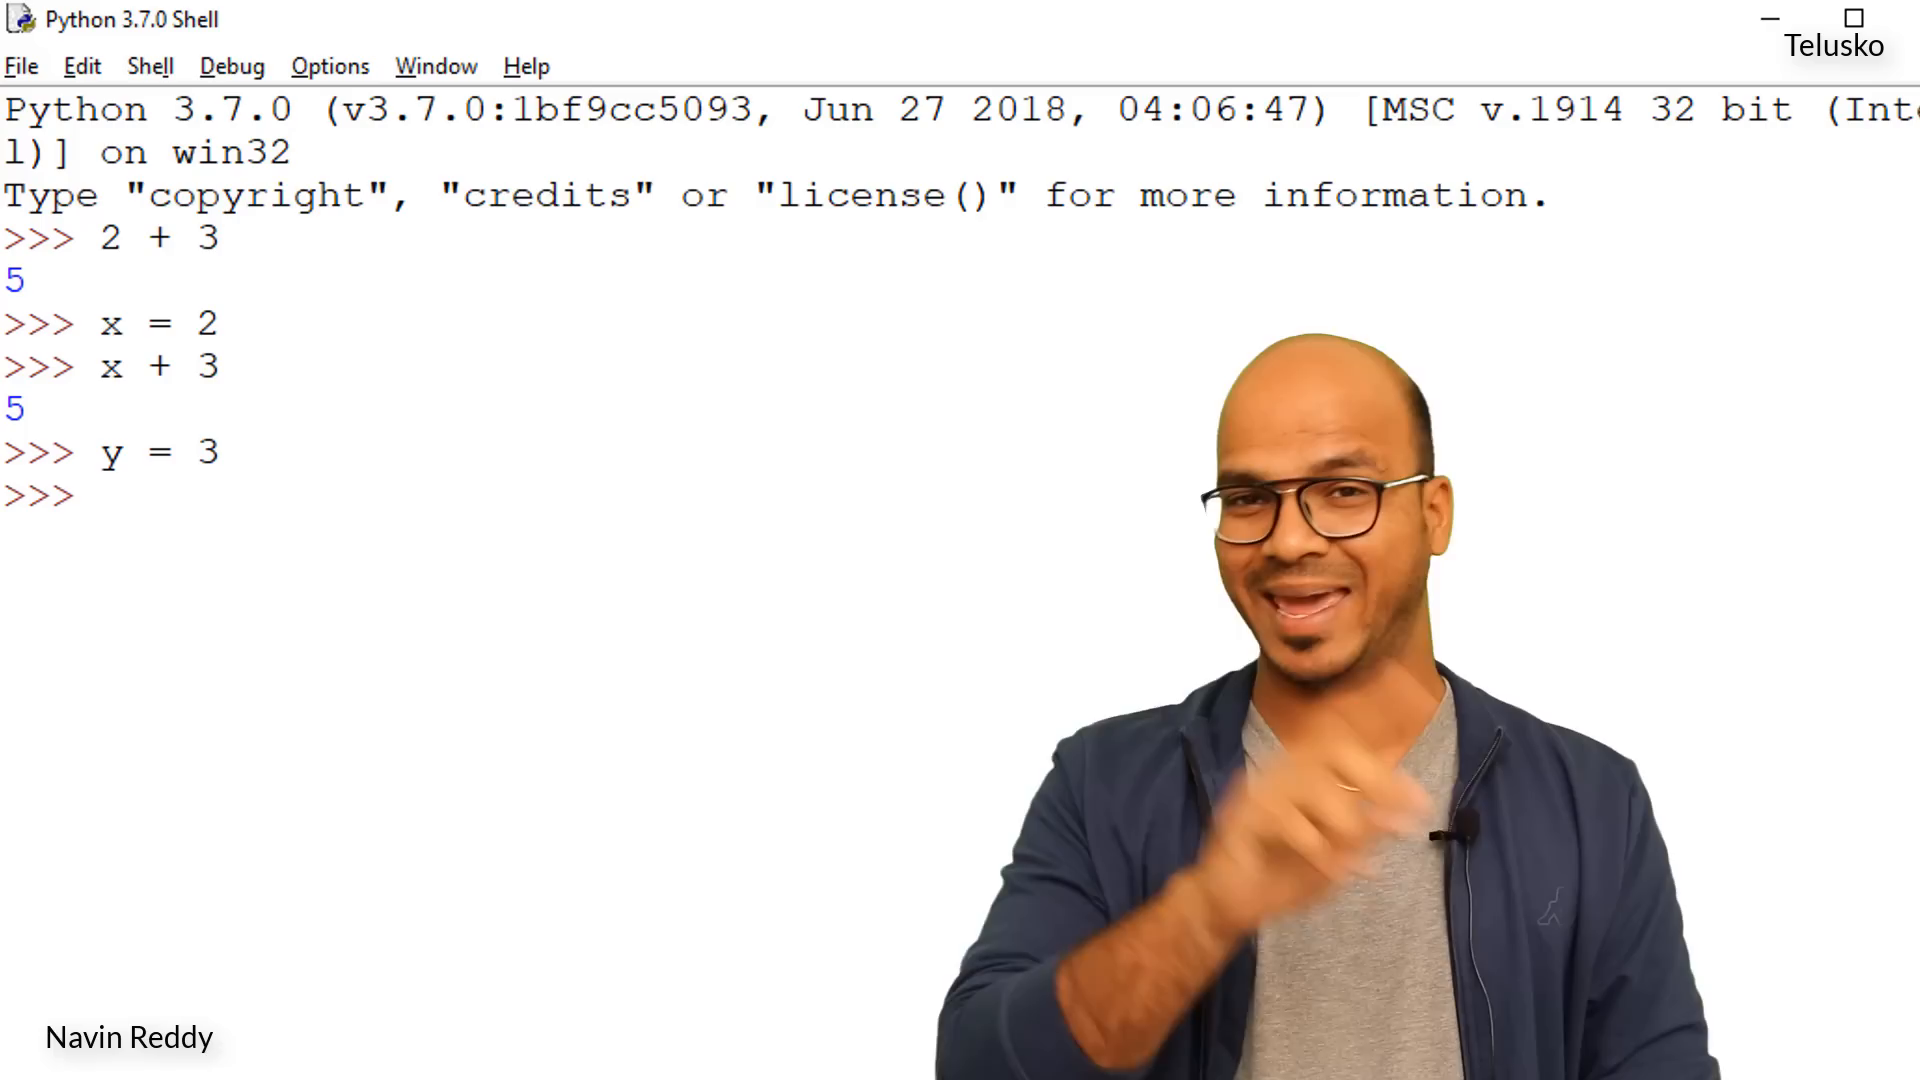 Python 3.7.0 Shell
Telusko
File Edit Shell Debug Options Window Help
Python 3.7.0 (v3.7.0:1bf9cc5093, Jun 27 2018, 04:06:47) [MSC v.1914 32 bit (Inte
l)] on win32
Type "copyright", "credits" or "license()" for more information.
>>> 2 + 3
5
>>> x = 2
>>> x + 3
5
>>> y = 3
>>>
Navin Reddy